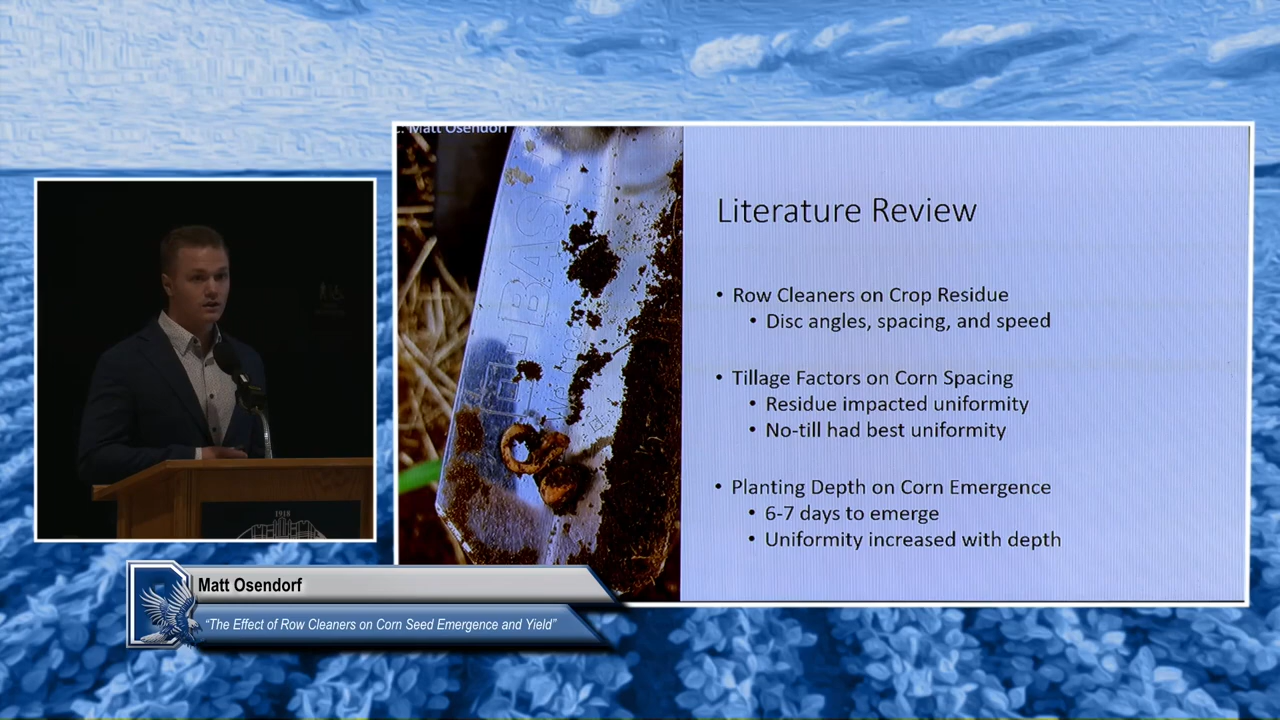 Matt Osendorf
BASF
1918
Literature Review
• Row Cleaners on Crop Residue
• Disc angles, spacing, and speed
• Tillage Factors on Corn Spacing
• Residue impacted uniformity
• No-till had best uniformity
• Planting Depth on Corn Emergence
• 6-7 days to emerge
• Uniformity increased with depth
Matt Osendorf
“The Effect of Row Cleaners on Corn Seed Emergence and Yield”